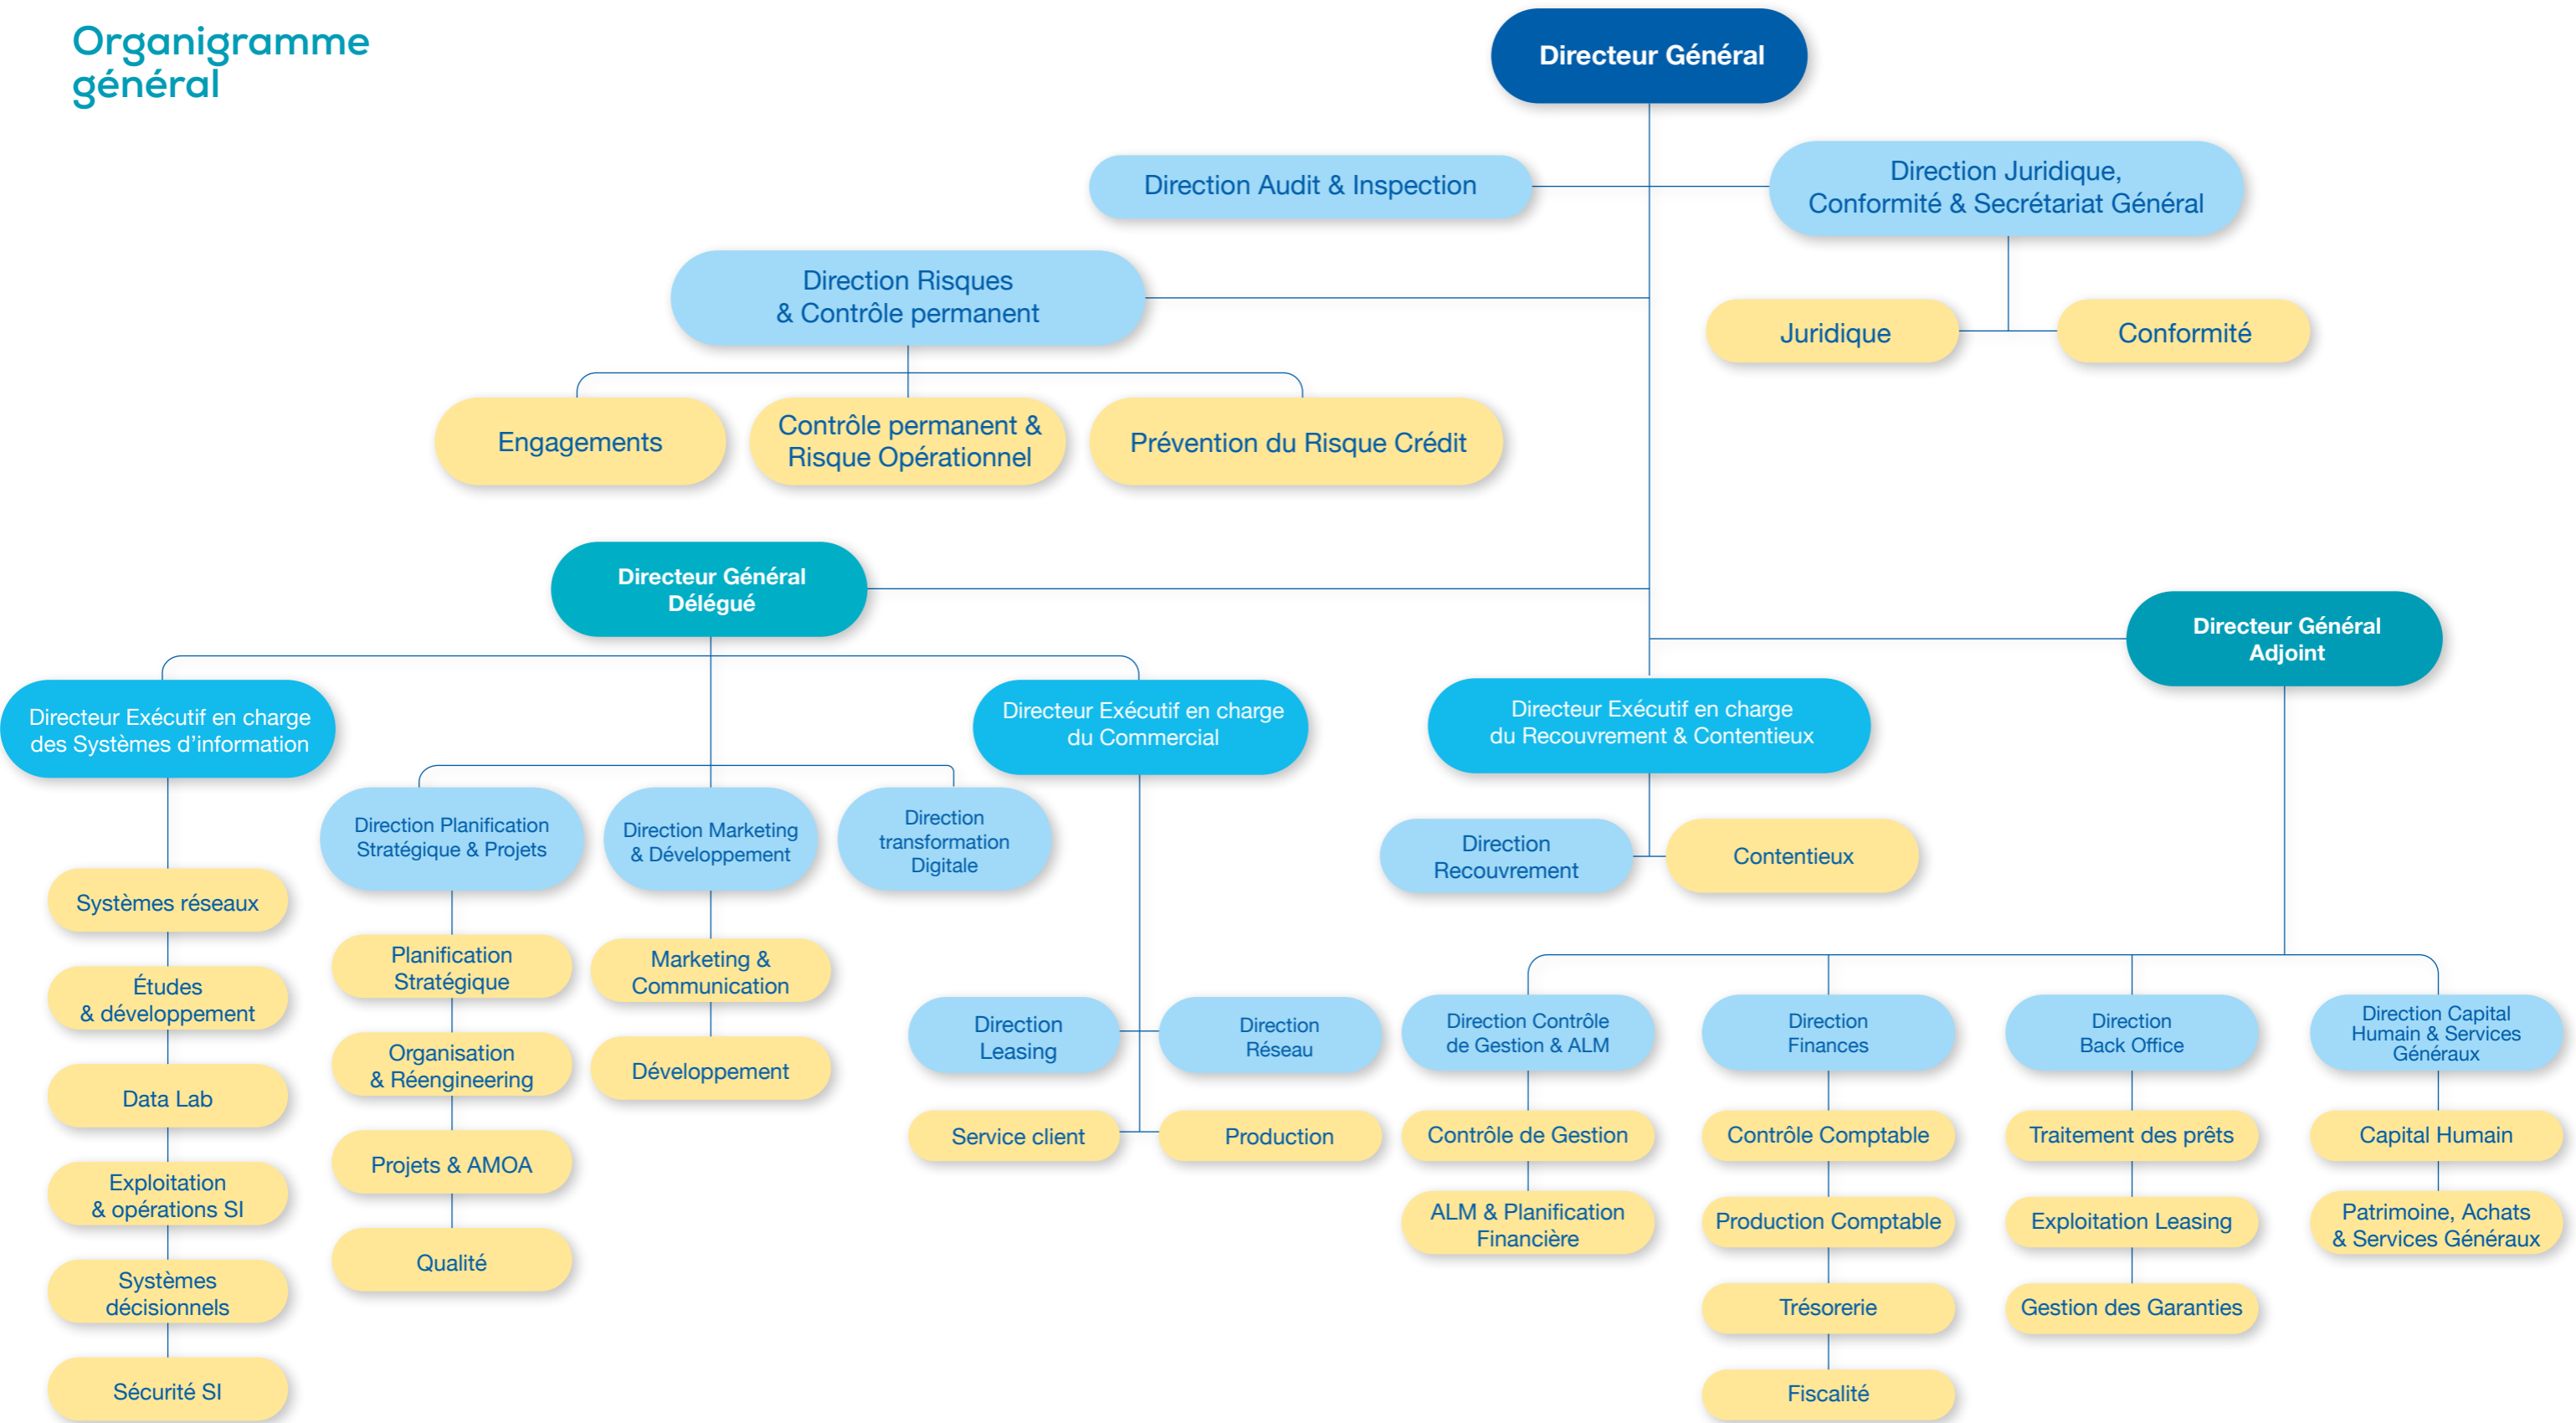 Organigramme
général
Directeur Général
Direction Audit & Inspection
Direction Juridique,
Conformité & Secrétariat Général
Direction Risques
& Contrôle permanent
Juridique
Conformité
Engagements
Contrôle permanent &
Risque Opérationnel
Prévention du Risque Crédit
Directeur Général
Délégué
Directeur Général
Adjoint
Directeur Exécutif en charge
des Systèmes d’information
Directeur Exécutif en charge
du Commercial
Directeur Exécutif en charge
du Recouvrement & Contentieux
Direction Planification
Stratégique & Projets
Direction Marketing
& Développement
Direction
transformation
Digitale
Direction
Recouvrement
Contentieux
Systèmes réseaux
Études
& développement
Data Lab
Exploitation
& opérations SI
Systèmes
décisionnels
Sécurité SI
Planification
Stratégique
Organisation
& Réengineering
Projets & AMOA
Qualité
Marketing &
Communication
Développement
Direction
Leasing
Direction
Réseau
Service client
Production
Direction Contrôle
de Gestion & ALM
Contrôle de Gestion
ALM & Planification
Financière
Direction
Finances
Contrôle Comptable
Production Comptable
Trésorerie
Fiscalité
Direction
Back Office
Traitement des prêts
Exploitation Leasing
Gestion des Garanties
Direction Capital
Humain & Services
Généraux
Capital Humain
Patrimoine, Achats
& Services Généraux